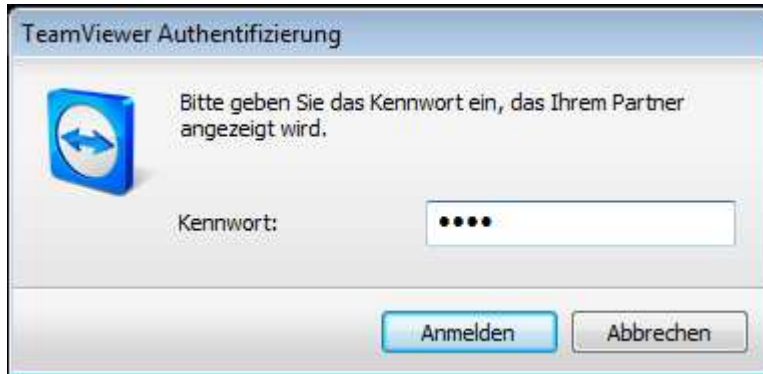 TeamViewer Authentifizierung
Bitte geben Sie das Kennwort ein, das Ihrem Partner
angezeigt wird.
Kennwort: ••••
Anmelden Abbrechen